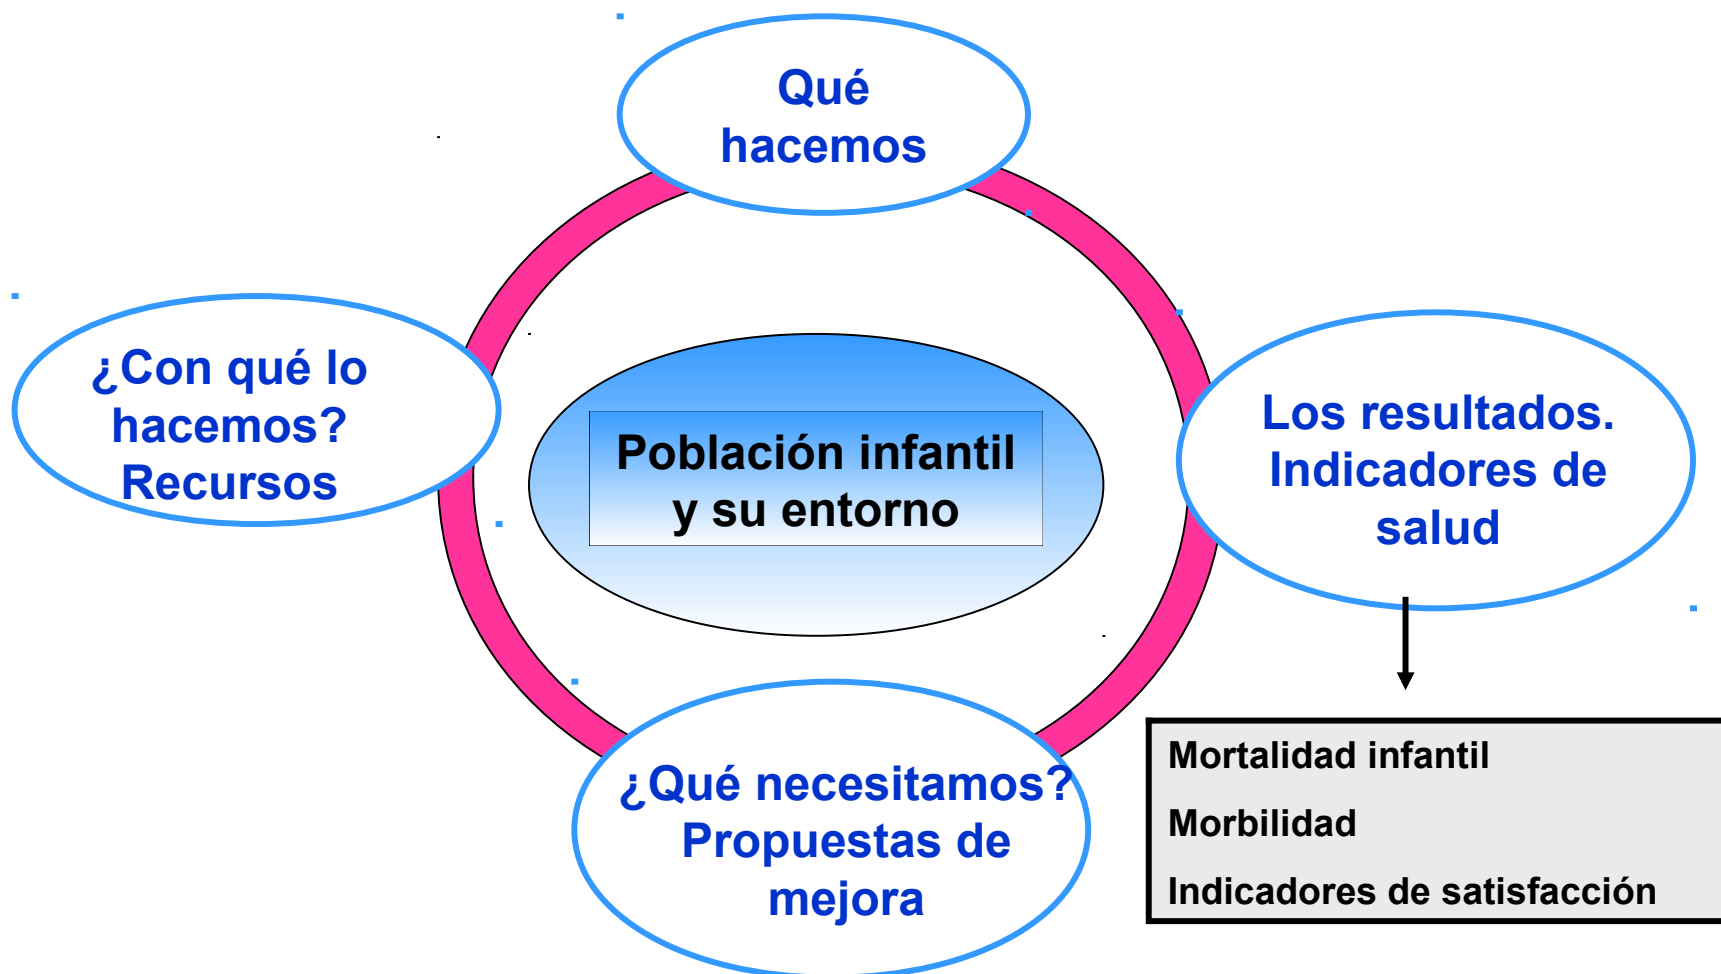 Qué
hacemos
¿Con qué lo
hacemos?
Recursos
Población infantil
y su entorno
Los resultados.
Indicadores de
salud
¿Qué necesitamos?
Propuestas de
mejora
Mortalidad infantil
Morbilidad
Indicadores de satisfacción